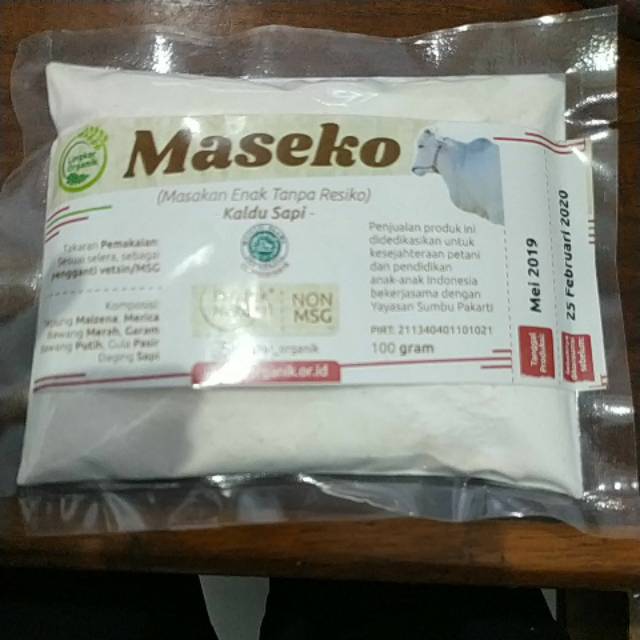 Maseko
(Masakan Enak Tanpa Resiko)
Kaldu Sapi -
Takaran Pemakaian
Sesuai selera, sebagai
pengganti vetsin/MSG
Komposisi
Tepung Maizena, Merica
Bawang Merah, Garam
Bawang Putih, Gula Pasir
Daging Sapi
NON
MSG
Penjualan produk ini
didedikasikan untuk
kesejahteraan petani
dan pendidikan
anak-anak Indonesia
bekerjasama dengan
Yayasan Sumbu Pakarti
PIRT: 211340401101021
100 gram
Mei 2019
25 Februari 2020